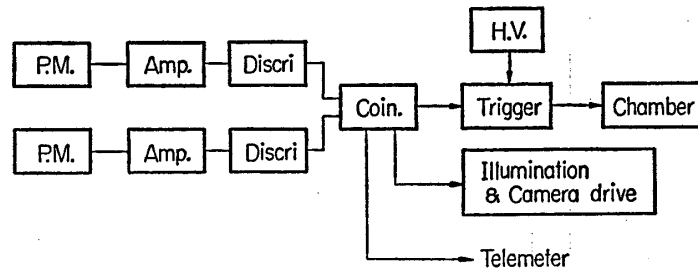 H.V.
P.M.
Amp.
Discri
Coin.
Trigger
Chamber
P.M.
Amp.
Discri
Illumination
& Camera drive
Telemeter